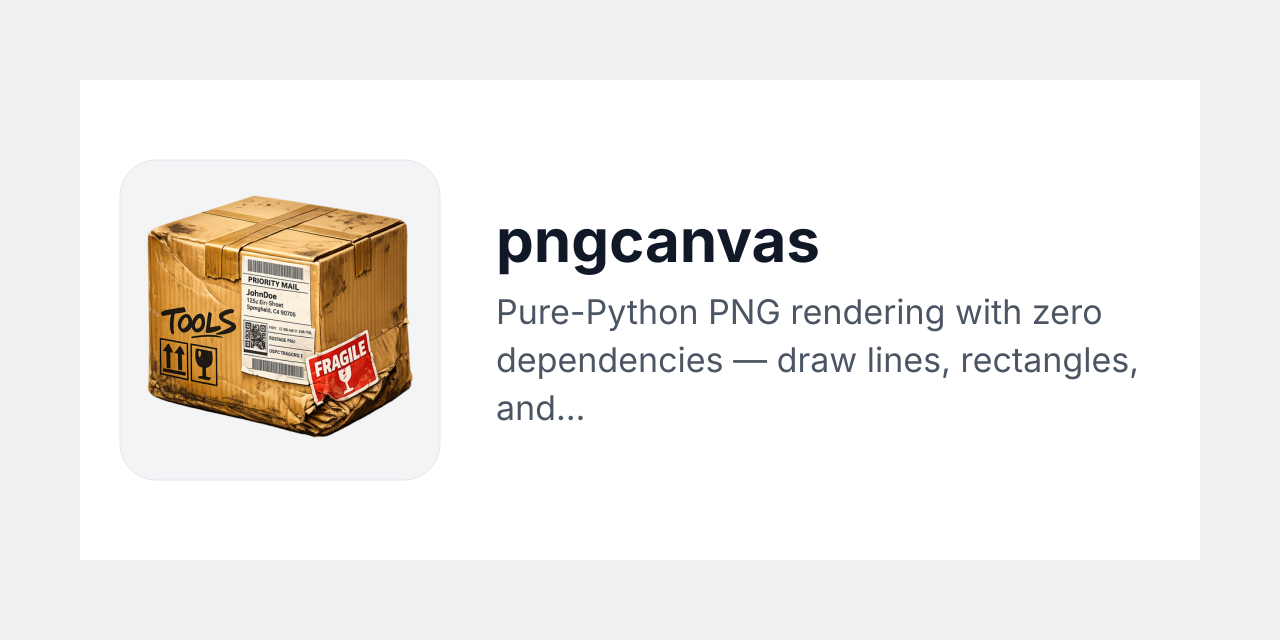 pngcanvas
Pure-Python PNG rendering with zero
dependencies — draw lines, rectangles,
and...
PRIORITY MAIL
JohnDoe
TOOLS
FRAGILE